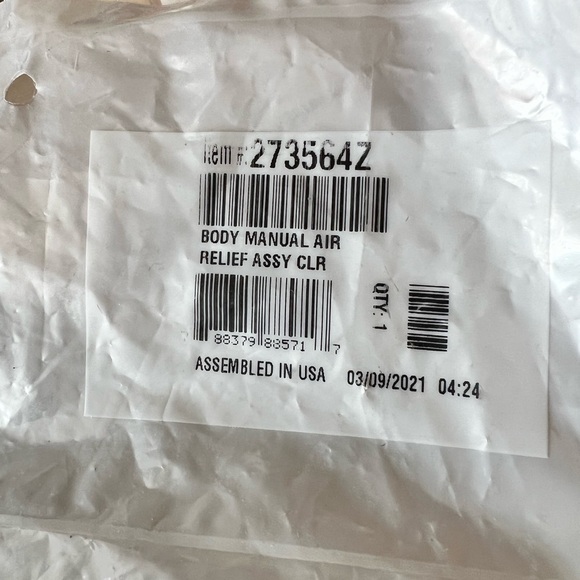 Item #: 273564Z
BODY MANUAL AIR
RELIEF ASSY CLR
QTY: 1
7 88379 88571 7
ASSEMBLED IN USA 03/09/2021 04:24